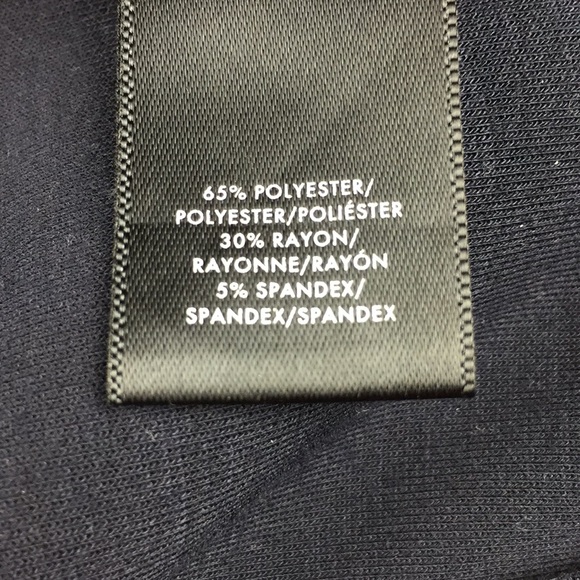 65% POLYESTER/
POLYESTER/POLIÉSTER
30% RAYON/
RAYONNE/RAYÓN
5% SPANDEX/
SPANDEX/SPANDEX